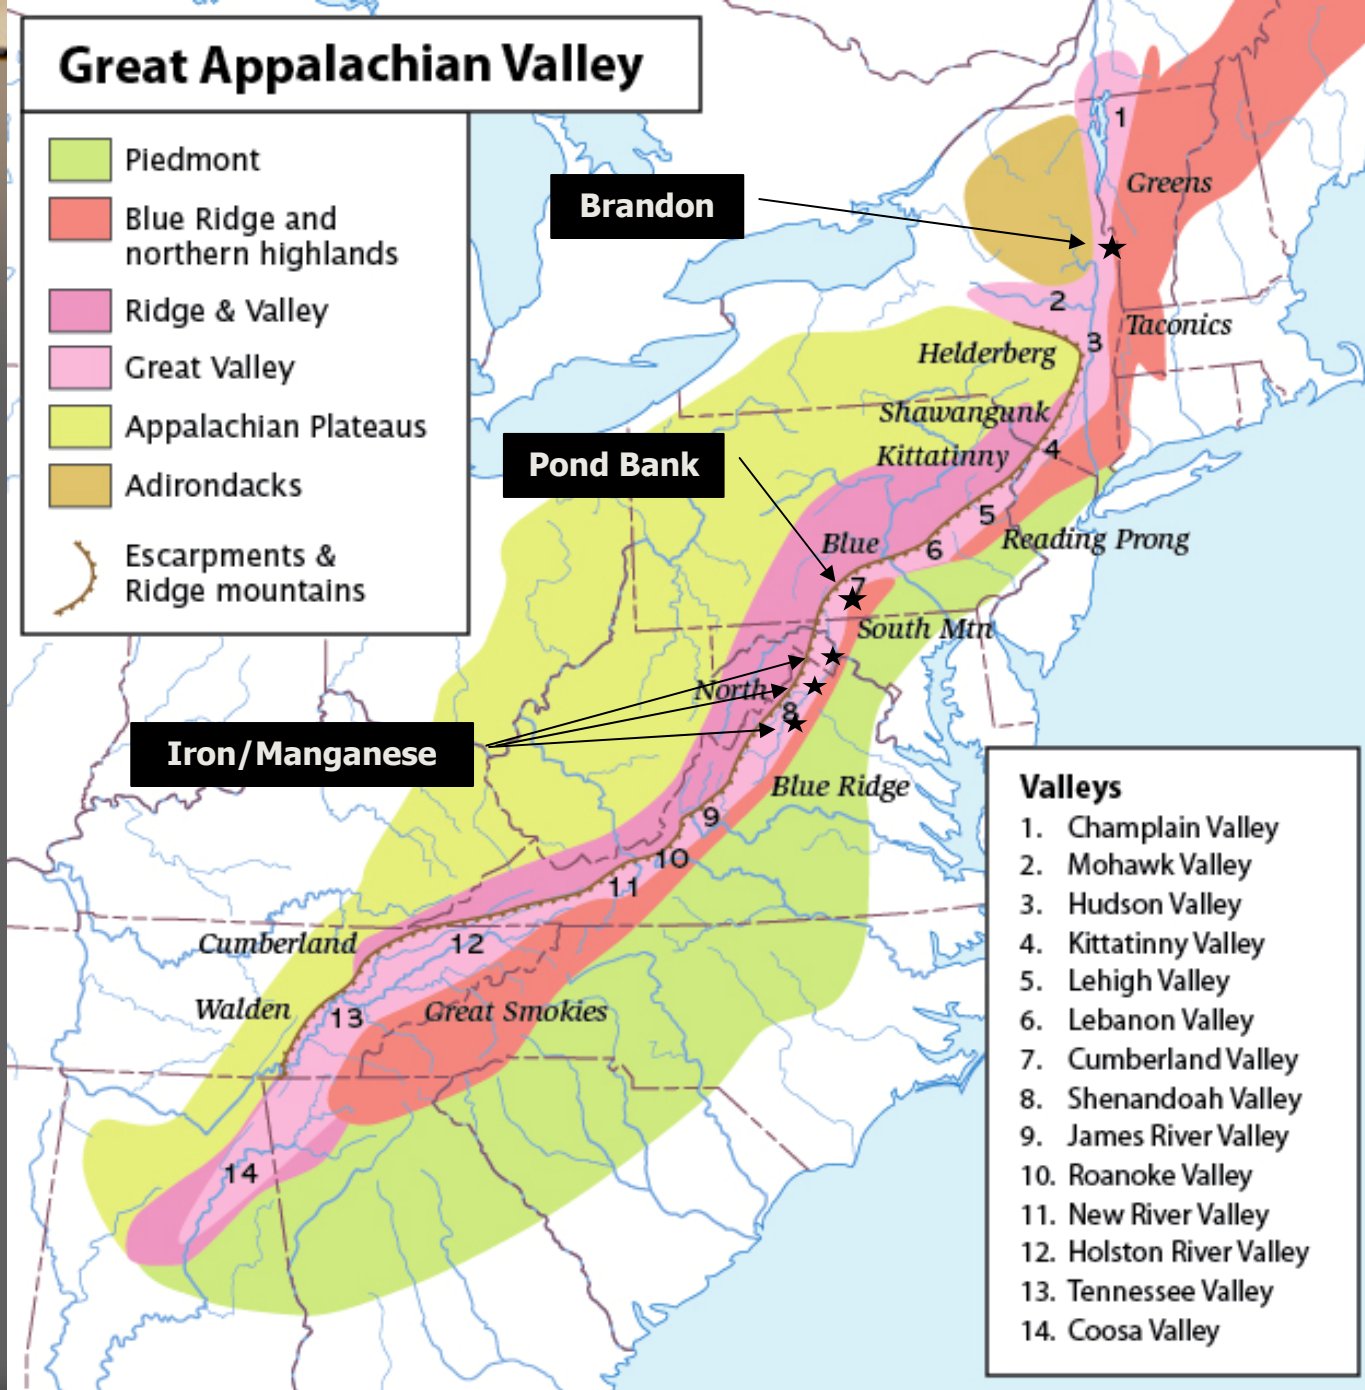 Great Appalachian Valley
Piedmont
Blue Ridge and
northern highlands
Ridge & Valley
Great Valley
Appalachian Plateaus
Adirondacks
Escarpments &
Ridge mountains
1
Greens
Brandon
2
Taconics
3
Helderberg
Shawangunk
4
Kittatinny
Pond Bank
5
Reading Prong
6
Blue
7
South Mtn
North
8
Iron/Manganese
Blue Ridge
9
10
11
12
Cumberland
Walden
13
Great Smokies
14
Valleys
1. Champlain Valley
2. Mohawk Valley
3. Hudson Valley
4. Kittatinny Valley
5. Lehigh Valley
6. Lebanon Valley
7. Cumberland Valley
8. Shenandoah Valley
9. James River Valley
10. Roanoke Valley
11. New River Valley
12. Holston River Valley
13. Tennessee Valley
14. Coosa Valley